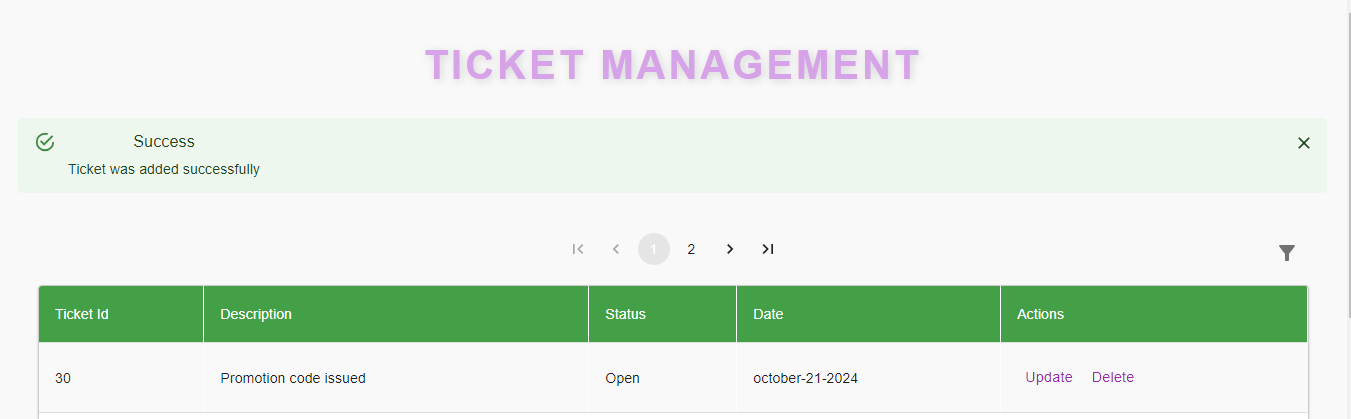 TICKET MANAGEMENT
Success
Ticket was added successfully
1 2
Ticket Id Description Status Date Actions
30 Promotion code issued Open october-21-2024 Update Delete